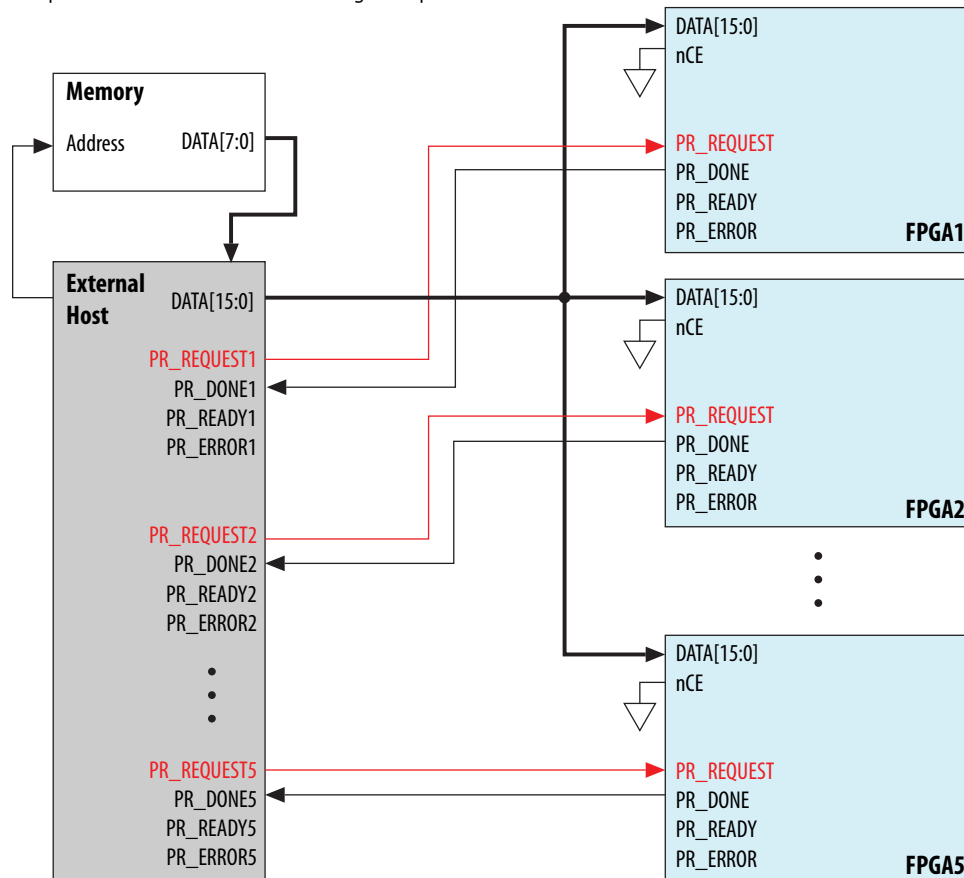 Memory
Address
DATA[7:0]
External
Host
DATA[15:0]
PR_REQUEST1
PR_DONE1
PR_READY1
PR_ERROR1
PR_REQUEST2
PR_DONE2
PR_READY2
PR_ERROR2
PR_REQUEST5
PR_DONE5
PR_READY5
PR_ERROR5
DATA[15:0]
nCE
PR_REQUEST
PR_DONE
PR_READY
PR_ERROR
FPGA1
DATA[15:0]
nCE
PR_REQUEST
PR_DONE
PR_READY
PR_ERROR
FPGA2
DATA[15:0]
nCE
PR_REQUEST
PR_DONE
PR_READY
PR_ERROR
FPGA5